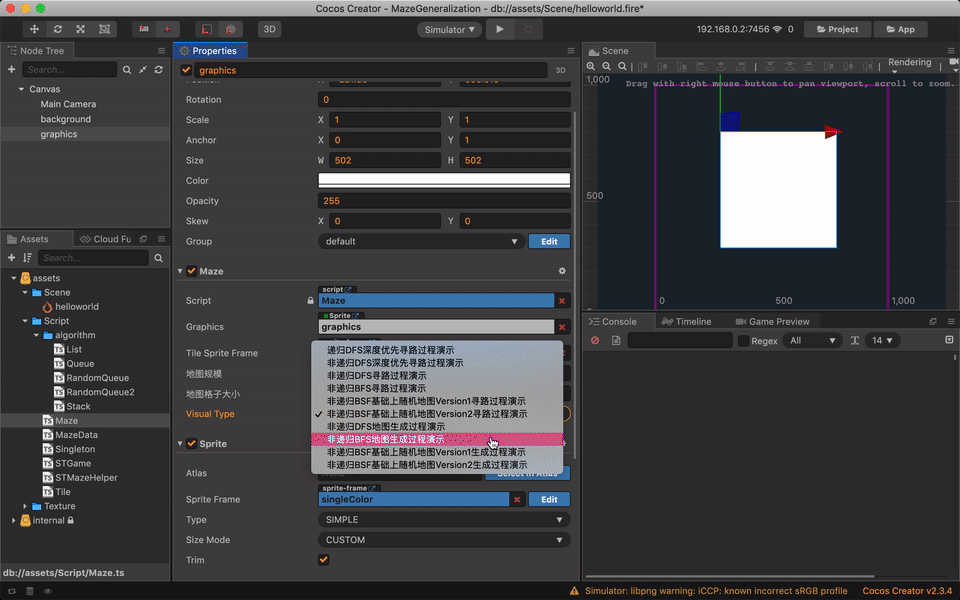 Cocos Creator - MazeGeneralization - db://assets/Scene/helloworld.fire*
3D
Simulator
192.168.0.2:7456
0
Project
App
Node Tree
Search...
Canvas
Main Camera
background
graphics
Assets
Cloud Fu
Search...
assets
Scene
helloworld
Script
algorithm
TS List
TS Queue
TS RandomQueue
TS RandomQueue2
TS Stack
TS Maze
TS MazeData
TS Singleton
TS STGame
TS STMazeHelper
TS Tile
Texture
internal
db://assets/Script/Maze.ts
Properties
graphics
3D
Rotation
0
Scale
X 1
Y 1
Anchor
X 0
Y 1
Size
W 502
H 502
Color
Opacity
255
Skew
X 0
Y 0
Group
default
Edit
Maze
script
Script
Maze
Sprite
Graphics
graphics
Tile Sprite Frame
地图规模
地图格子大小
Visual Type
递归DFS深度优先寻路过程演示
非递归DFS深度优先寻路过程演示
非递归DFS寻路过程演示
非递归BFS寻路过程演示
非递归BSF基础上随机地图Version1寻路过程演示
✓ 非递归BSF基础上随机地图Version2寻路过程演示
非递归DFS地图生成过程演示
非递归BFS地图生成过程演示
非递归BSF基础上随机地图Version1生成过程演示
非递归BSF基础上随机地图Version2生成过程演示
Sprite
Atlas
Select in Atlas
sprite-frame
Sprite Frame
singleColor
Edit
Type
SIMPLE
Size Mode
CUSTOM
Trim
Scene
Rendering
Drag with right mouse button to pan viewport, scroll to zoom.
1,000
500
0
500
1,000
Console
Timeline
Game Preview
Regex
All
14
Simulator: libpng warning: iCCP: known incorrect sRGB profile
Cocos Creator v2.3.4